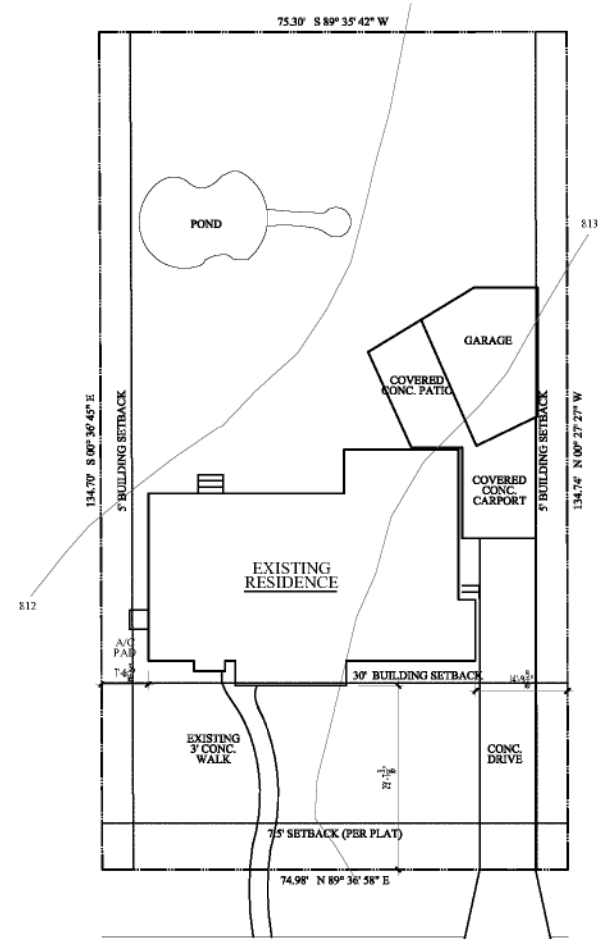 75.30' S 89° 35' 42" W
POND
813
GARAGE
COVERED
CONC. PATIO
134.70' S 00° 36' 45" E
5' BUILDING SETBACK
5' BUILDING SETBACK
134.74' N 00° 27' 27" W
COVERED
CONC.
CARPORT
EXISTING
RESIDENCE
812
A/C
PAD
30' BUILDING SETBACK
EXISTING
3' CONC.
WALK
CONC.
DRIVE
7.5' SETBACK (PER PLAT)
74.98' N 89° 36' 58" E